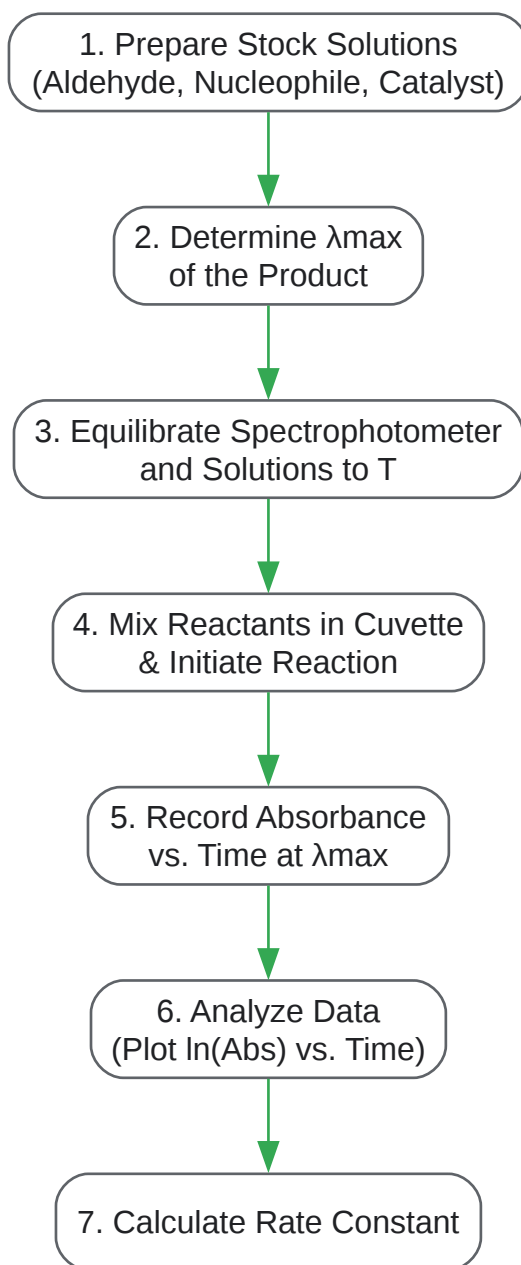 1. Prepare Stock Solutions
(Aldehyde, Nucleophile, Catalyst)
2. Determine λmax
of the Product
3. Equilibrate Spectrophotometer
and Solutions to T
4. Mix Reactants in Cuvette
& Initiate Reaction
5. Record Absorbance
vs. Time at λmax
6. Analyze Data
(Plot ln(Abs) vs. Time)
7. Calculate Rate Constant